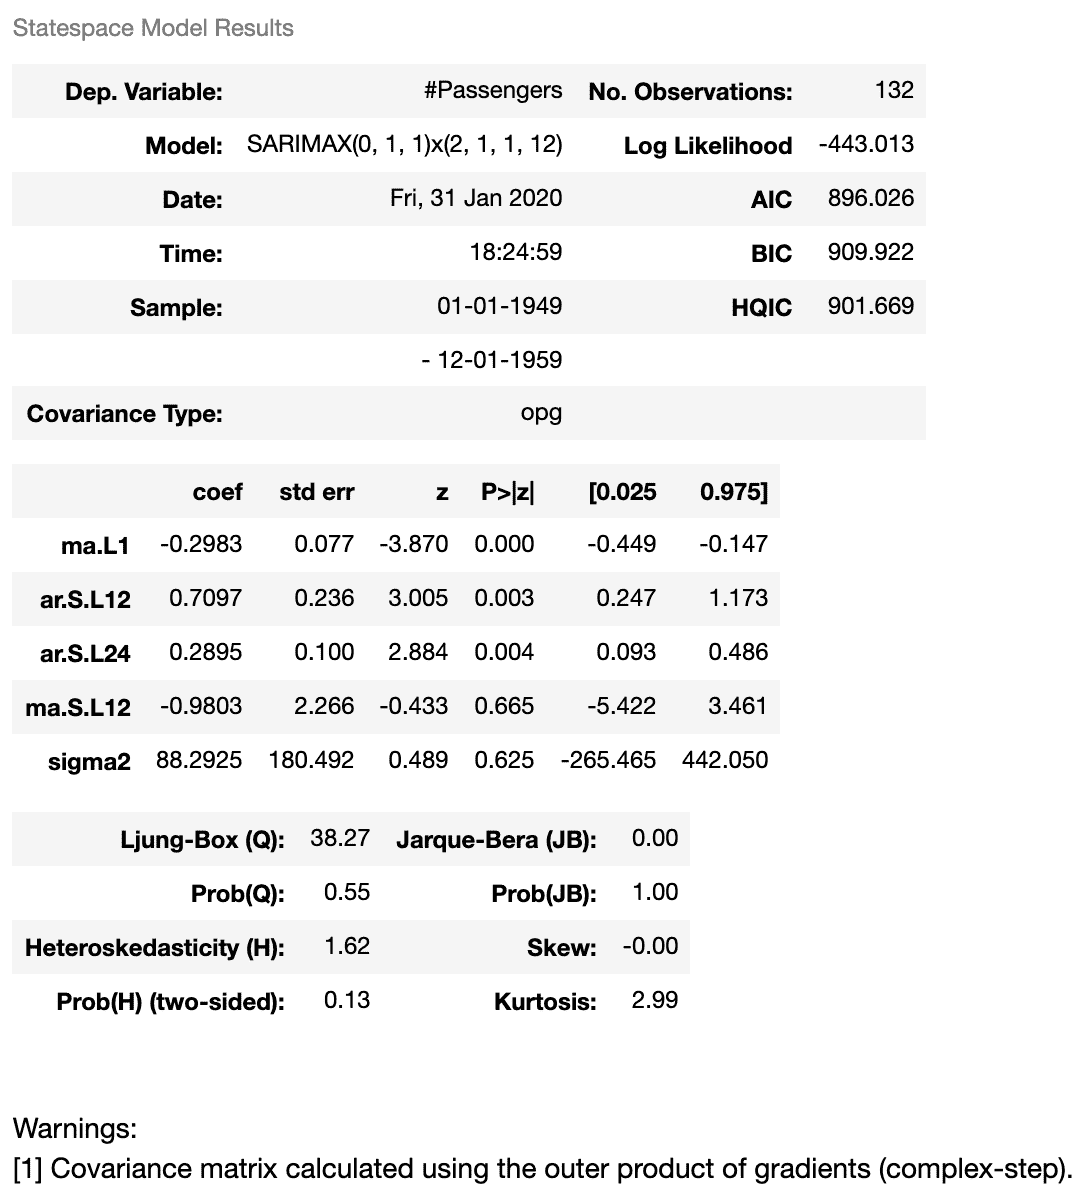 Statespace Model Results
Dep. Variable: #Passengers No. Observations: 132
Model: SARIMAX(0, 1, 1)x(2, 1, 1, 12) Log Likelihood -443.013
Date: Fri, 31 Jan 2020 AIC 896.026
Time: 18:24:59 BIC 909.922
Sample: 01-01-1949 HQIC 901.669
- 12-01-1959
Covariance Type: opg
coef std err z P>|z| [0.025 0.975]
ma.L1 -0.2983 0.077 -3.870 0.000 -0.449 -0.147
ar.S.L12 0.7097 0.236 3.005 0.003 0.247 1.173
ar.S.L24 0.2895 0.100 2.884 0.004 0.093 0.486
ma.S.L12 -0.9803 2.266 -0.433 0.665 -5.422 3.461
sigma2 88.2925 180.492 0.489 0.625 -265.465 442.050
Ljung-Box (Q): 38.27 Jarque-Bera (JB): 0.00
Prob(Q): 0.55 Prob(JB): 1.00
Heteroskedasticity (H): 1.62 Skew: -0.00
Prob(H) (two-sided): 0.13 Kurtosis: 2.99
Warnings:
[1] Covariance matrix calculated using the outer product of gradients (complex-step).